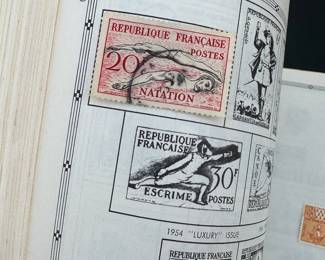 REPUBLIQUE FRANÇAISE
20F
POSTES
NATATION
REPUBLIQUE
FRANÇAISE
POSTES
30F
ESCRIME
1954 "LUXURY" ISSUE
REPUBLIQUE FRANÇAISE